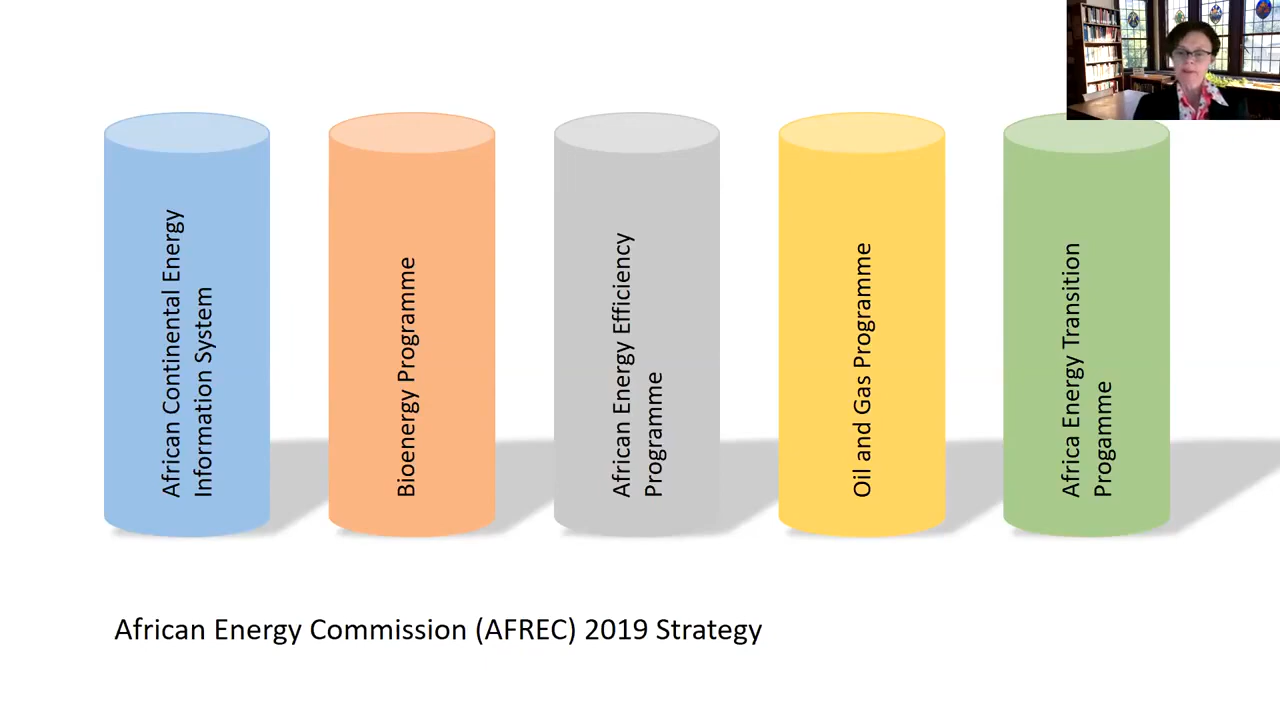 African Continental Energy
Information System
Bioenergy Programme
African Energy Efficiency
Programme
Oil and Gas Programme
Africa Energy Transition
Progamme
African Energy Commission (AFREC) 2019 Strategy